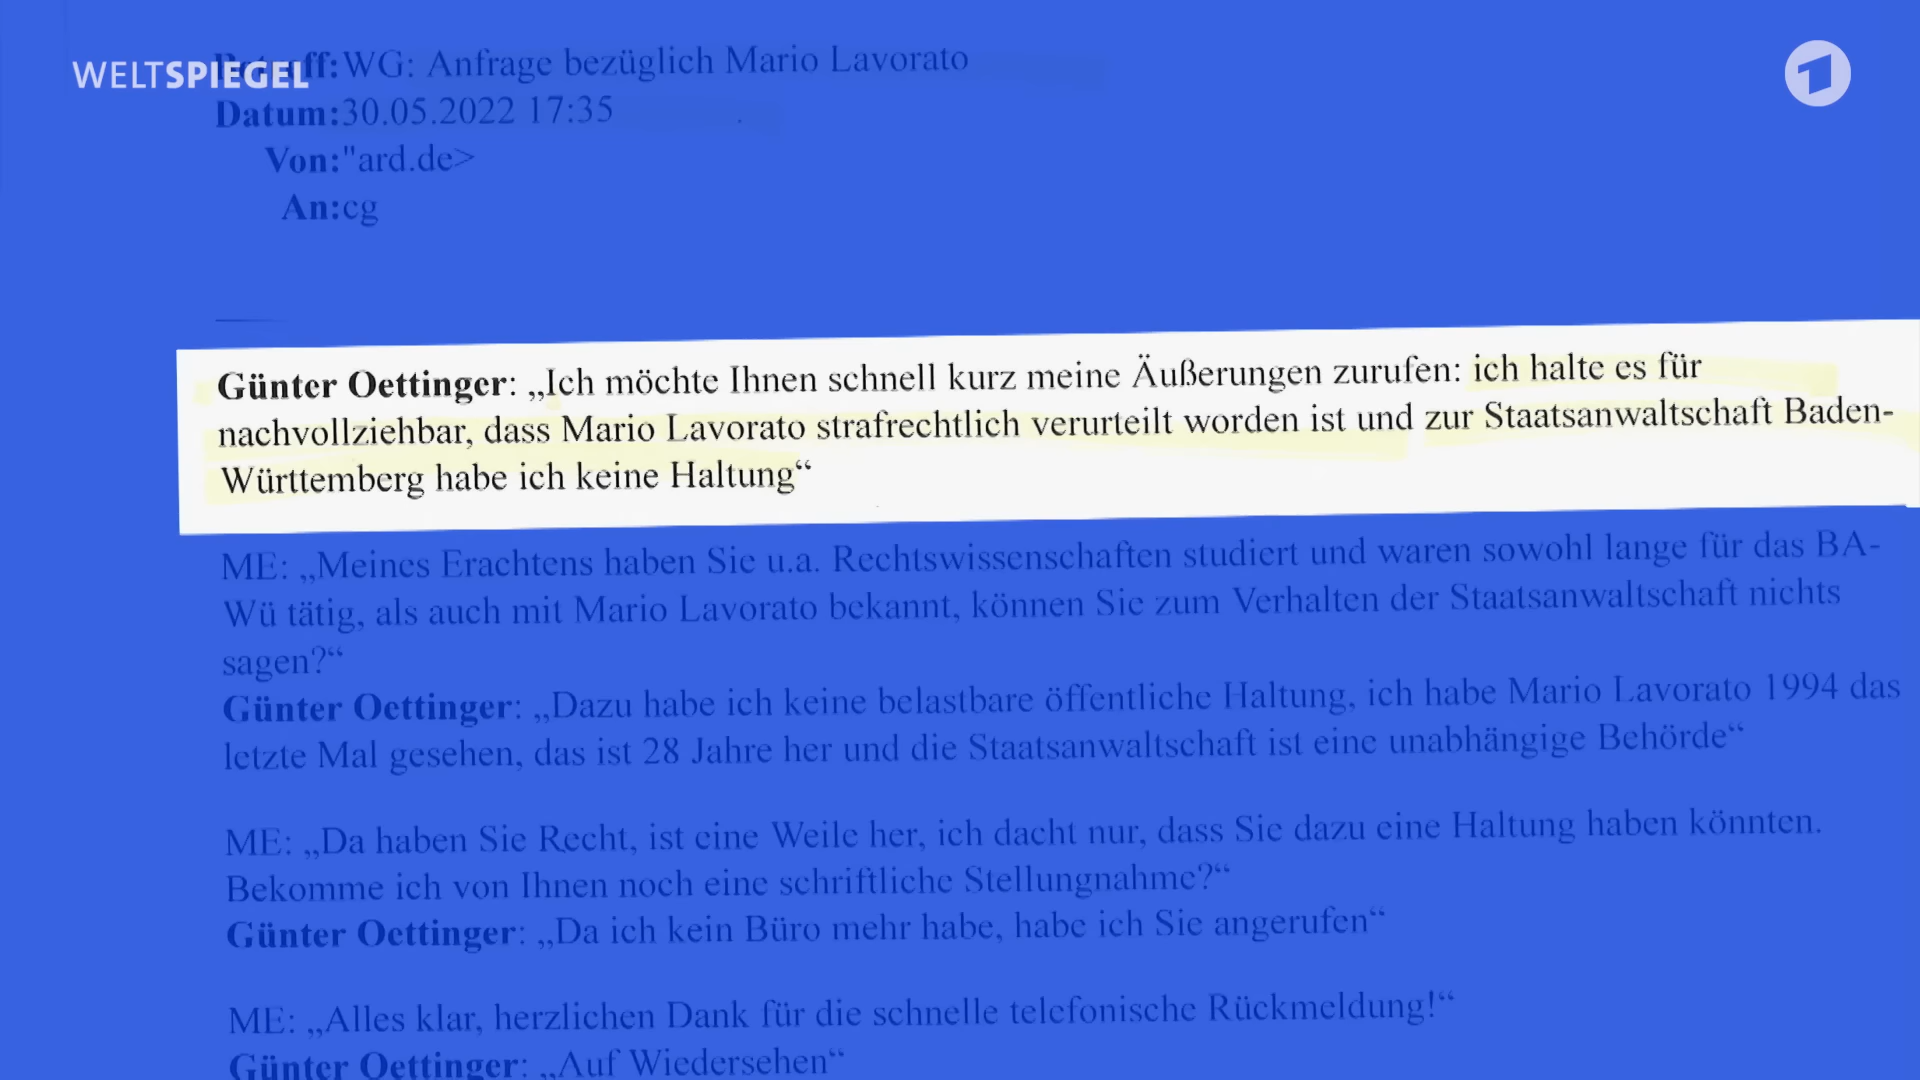 WELTSPIEGEL
Betreff:WG: Anfrage bezüglich Mario Lavorato
Datum:30.05.2022 17:35
Von:"ard.de>
An:cg
Günter Oettinger: „Ich möchte Ihnen schnell kurz meine Äußerungen zurufen: ich halte es für
nachvollziehbar, dass Mario Lavorato strafrechtlich verurteilt worden ist und zur Staatsanwaltschaft Baden-
Württemberg habe ich keine Haltung“
ME: „Meines Erachtens haben Sie u.a. Rechtswissenschaften studiert und waren sowohl lange für das BA-
Wü tätig, als auch mit Mario Lavorato bekannt, können Sie zum Verhalten der Staatsanwaltschaft nichts
sagen?“
Günter Oettinger: „Dazu habe ich keine belastbare öffentliche Haltung, ich habe Mario Lavorato 1994 das
letzte Mal gesehen, das ist 28 Jahre her und die Staatsanwaltschaft ist eine unabhängige Behörde“
ME: „Da haben Sie Recht, ist eine Weile her, ich dacht nur, dass Sie dazu eine Haltung haben könnten.
Bekomme ich von Ihnen noch eine schriftliche Stellungnahme?“
Günter Oettinger: „Da ich kein Büro mehr habe, habe ich Sie angerufen“
ME: „Alles klar, herzlichen Dank für die schnelle telefonische Rückmeldung!“
Günter Oettinger: „Auf Wiedersehen“